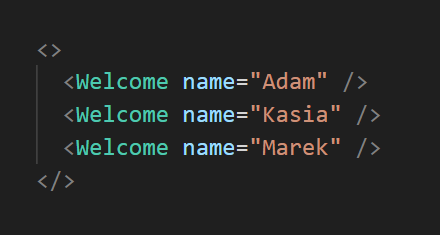 <>
<Welcome name="Adam" />
<Welcome name="Kasia" />
<Welcome name="Marek" />
</>